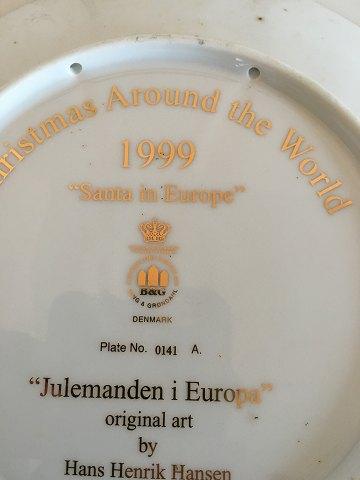 Christmas Around the World
1999
"Santa in Europe"
B&G
BING & GRØNDAHL
DENMARK
Plate No. 0141 A.
"Julemanden i Europa"
original art
by
Hans Henrik Hansen